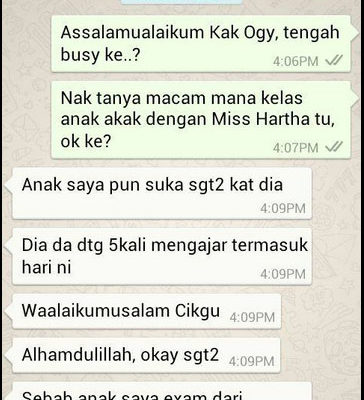 Assalamualaikum Kak Ogy, tengah
busy ke..?
4:06PM
Nak tanya macam mana kelas
anak akak dengan Miss Hartha tu,
ok ke?
4:07PM
Anak saya pun suka sgt2 kat dia
4:09PM
Dia da dtg 5kali mengajar termasuk
hari ni
4:09PM
Waalaikumusalam Cikgu 4:09PM
Alhamdulillah, okay sgt2 4:09PM
Sebab anak saya exam dari